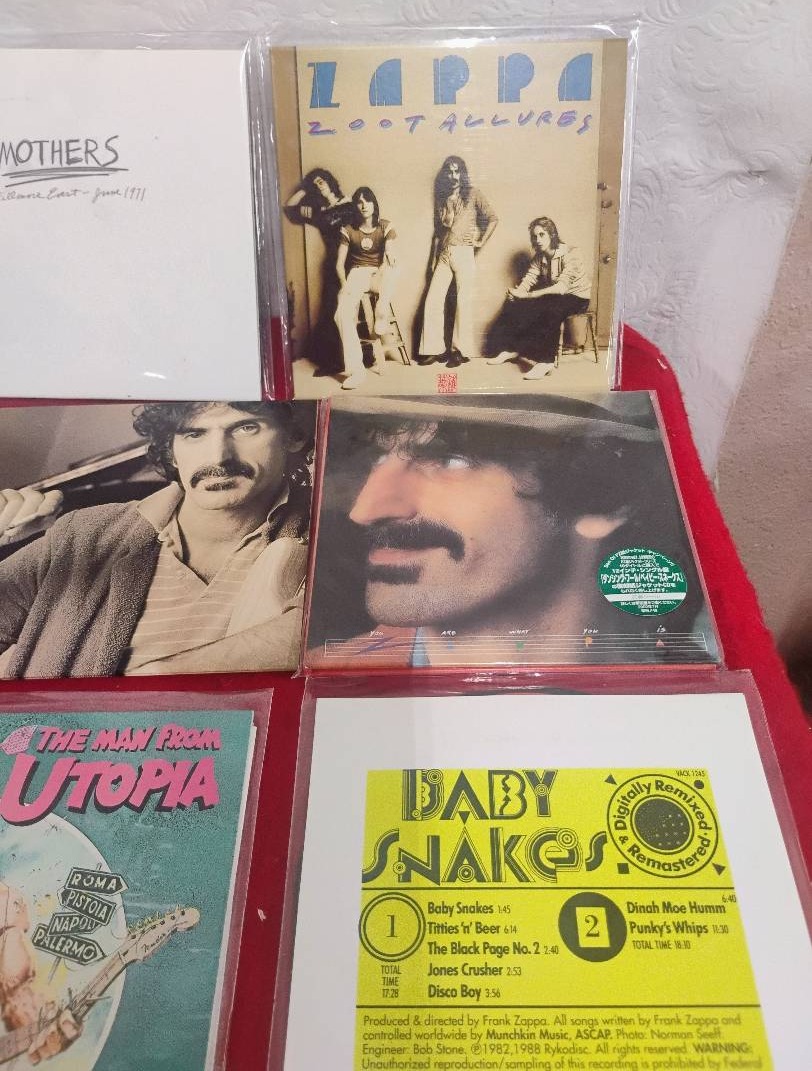 MOTHERS
Fillmore East - June 1971
ZAPPA
ZOOT ALLURES
YOU ARE WHAT YOU IS
THE MAN FROM
UTOPIA
ROMA
PISTOIA
NAPOLI
PALERMO
Fender
VACK 1245
BABY
SNAKES.
Digitally Remixed
& Remastered.
1
Baby Snakes 1:45
Titties 'n' Beer 6:14
The Black Page No. 2 2:40
Jones Crusher 2:53
Disco Boy 3:56
TOTAL
TIME
17:28
2
Dinah Moe Humm 6:40
Punky's Whips 11:30
TOTAL TIME 18:10
Produced & directed by Frank Zappa. All songs written by Frank Zappa and
controlled worldwide by Munchkin Music, ASCAP. Photo: Norman Seeff.
Engineer: Bob Stone. ℗1982,1988 Rykodisc. All rights reserved. WARNING:
Unauthorized reproduction/sampling of this recording is prohibited by Federal